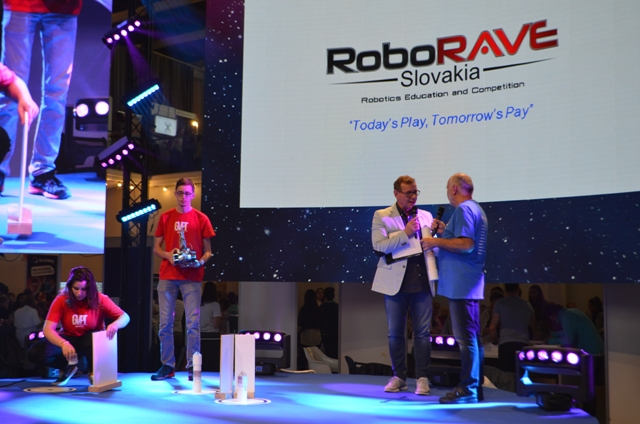 RoboRAVE
Slovakia
Robotics Education and Competition
"Today's Play, Tomorrow's Pay"